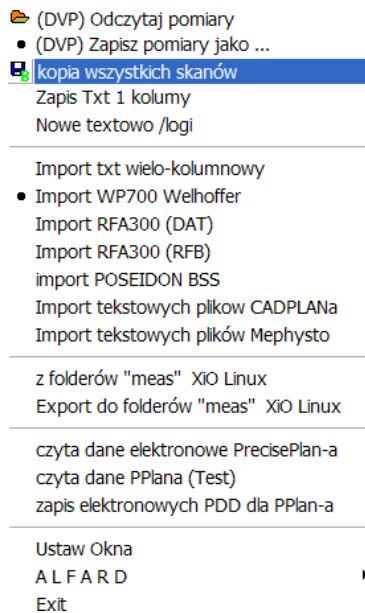 (DVP) Odczytaj pomiary
(DVP) Zapisz pomiary jako ...
kopia wszystkich skanów
Zapis Txt 1 kolumy
Nowe textowo /logi
Import txt wielo-kolumnowy
Import WP700 Welhoffer
Import RFA300 (DAT)
Import RFA300 (RFB)
import POSEIDON BSS
Import tekstowych plikow CADPLANa
Import tekstowych plików Mephysto
z folderów "meas" XiO Linux
Export do folderów "meas" XiO Linux
czyta dane elektronowe PrecisePlan-a
czyta dane PPlana (Test)
zapis elektronowych PDD dla PPlan-a
Ustaw Okna
A L F A R D
Exit